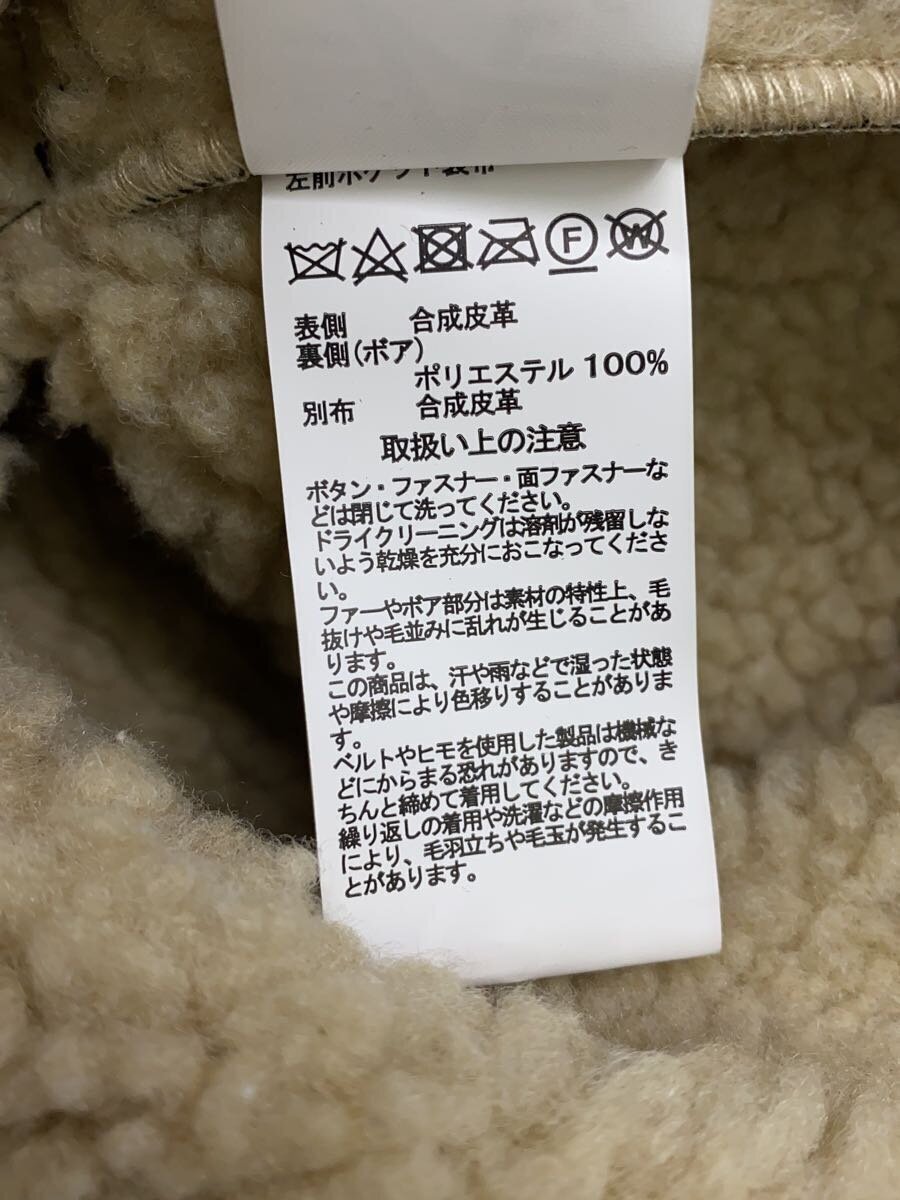 左前ポケット裏布
F
W
表側 合成皮革
裏側(ボア)
ポリエステル 100%
別布 合成皮革
取扱い上の注意
ボタン・ファスナー・面ファスナーな
どは閉じて洗ってください。
ドライクリーニングは溶剤が残留しな
いよう乾燥を充分におこなってくださ
い。
ファーやボア部分は素材の特性上、毛
抜けや毛並みに乱れが生じることがあ
ります。
この商品は、汗や雨などで湿った状態
や摩擦により色移りすることがありま
す。
ベルトやヒモを使用した製品は機械な
どにからまる恐れがありますので、き
ちんと締めて着用してください。
繰り返しの着用や洗濯などの摩擦作用
により、毛羽立ちや毛玉が発生するこ
とがあります。